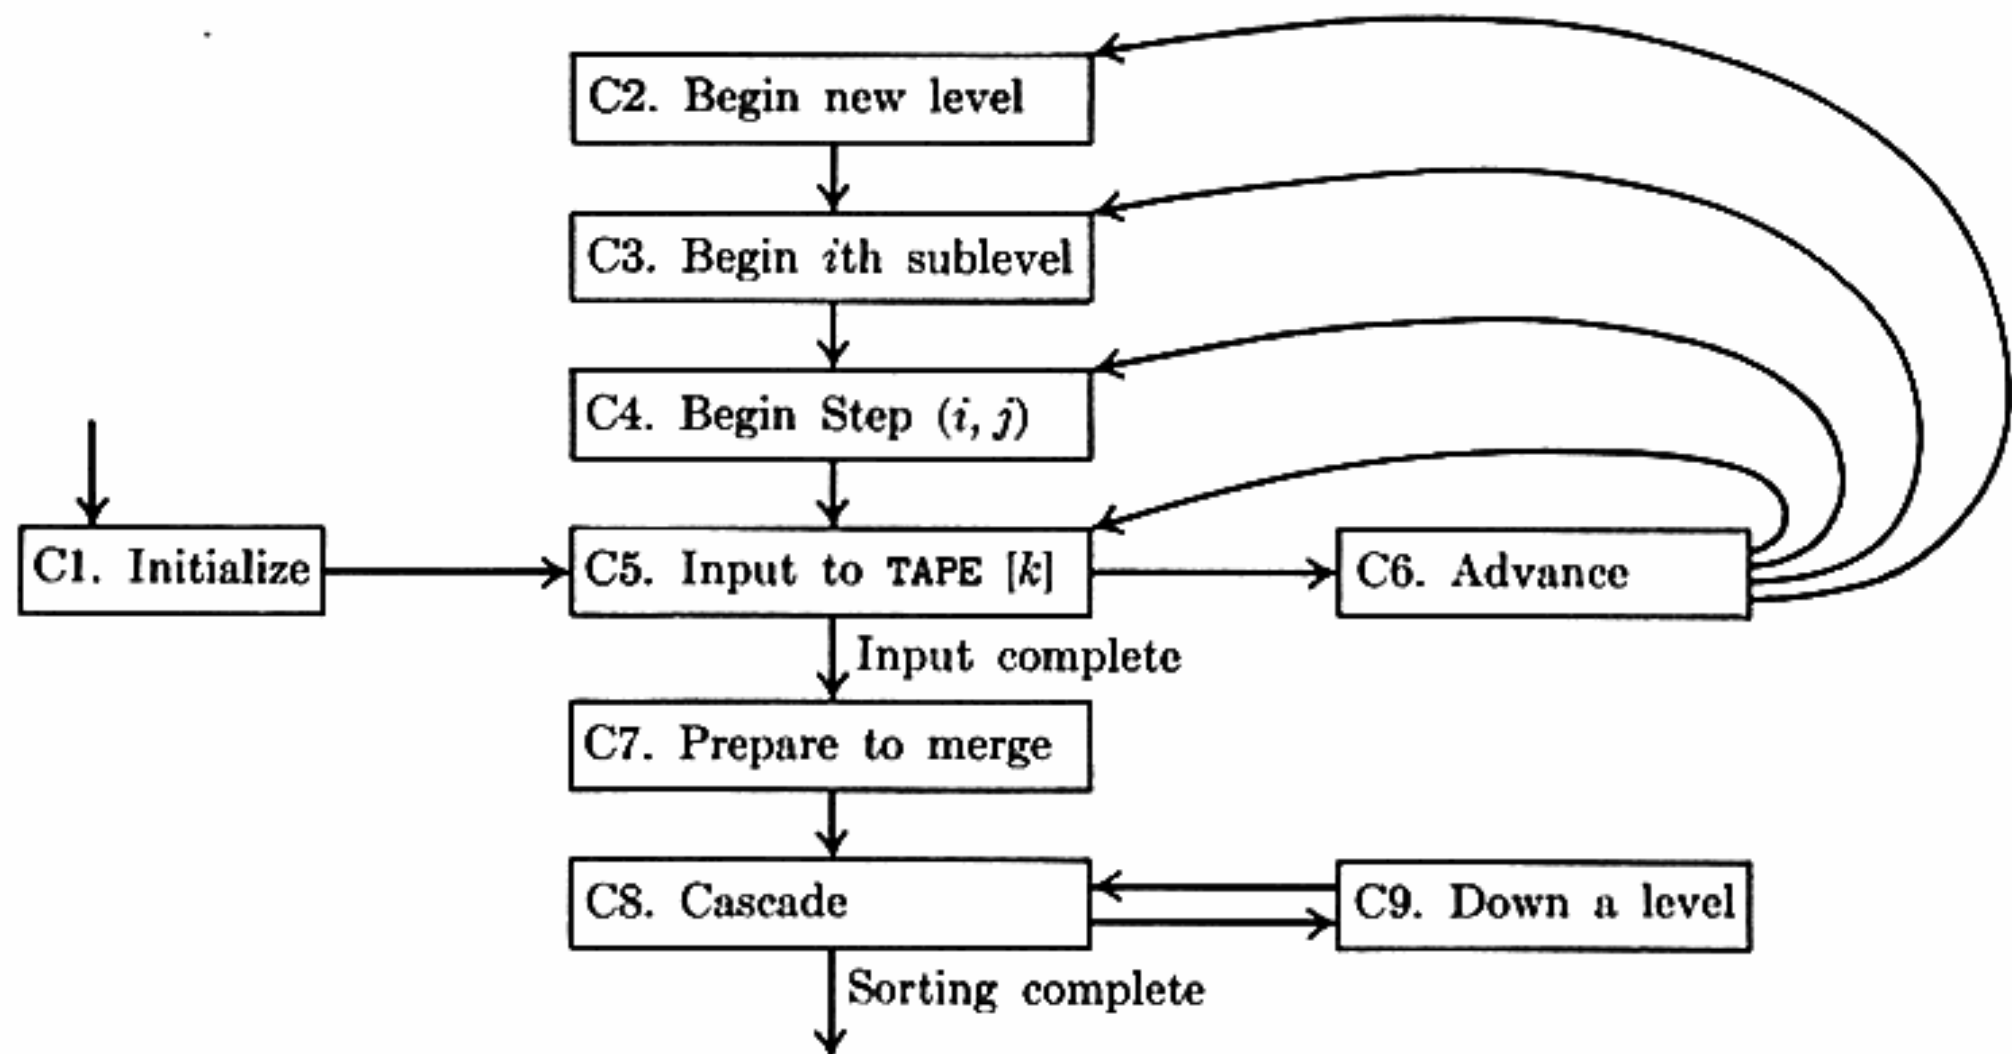 C2. Begin new level
C3. Begin ith sublevel
C4. Begin Step (i, j)
C1. Initialize
C5. Input to TAPE [k]
C6. Advance
Input complete
C7. Prepare to merge
C8. Cascade
C9. Down a level
Sorting complete